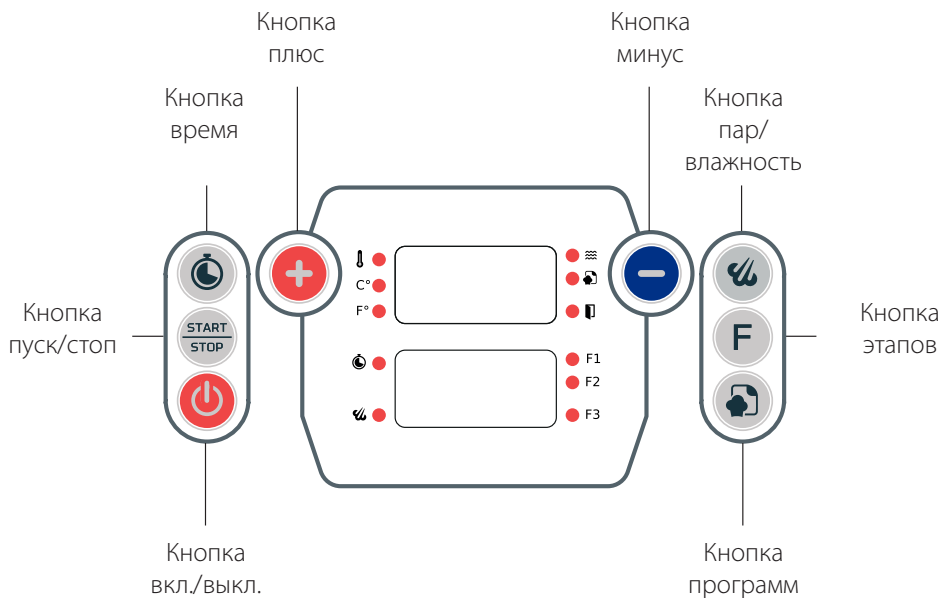 Кнопка
плюс
Кнопка
минус
Кнопка
время
Кнопка
пар/
влажность
C°
F°
START
STOP
Кнопка
пуск/стоп
F
Кнопка
этапов
F1
F2
F3
Кнопка
вкл./выкл.
Кнопка
программ